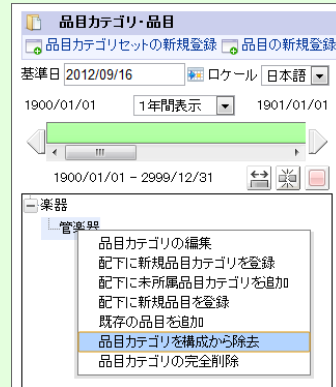 品目カテゴリ・品目
品目カテゴリセットの新規登録 品目の新規登録
基準日 2012/09/16 ロケール 日本語
1900/01/01 1年間表示 1901/01/01
1900/01/01 - 2999/12/31
楽器
管楽器
品目カテゴリの編集
配下に新規品目カテゴリを登録
配下に未所属品目カテゴリを追加
配下に新規品目を登録
既存の品目を追加
品目カテゴリを構成から除去
品目カテゴリの完全削除